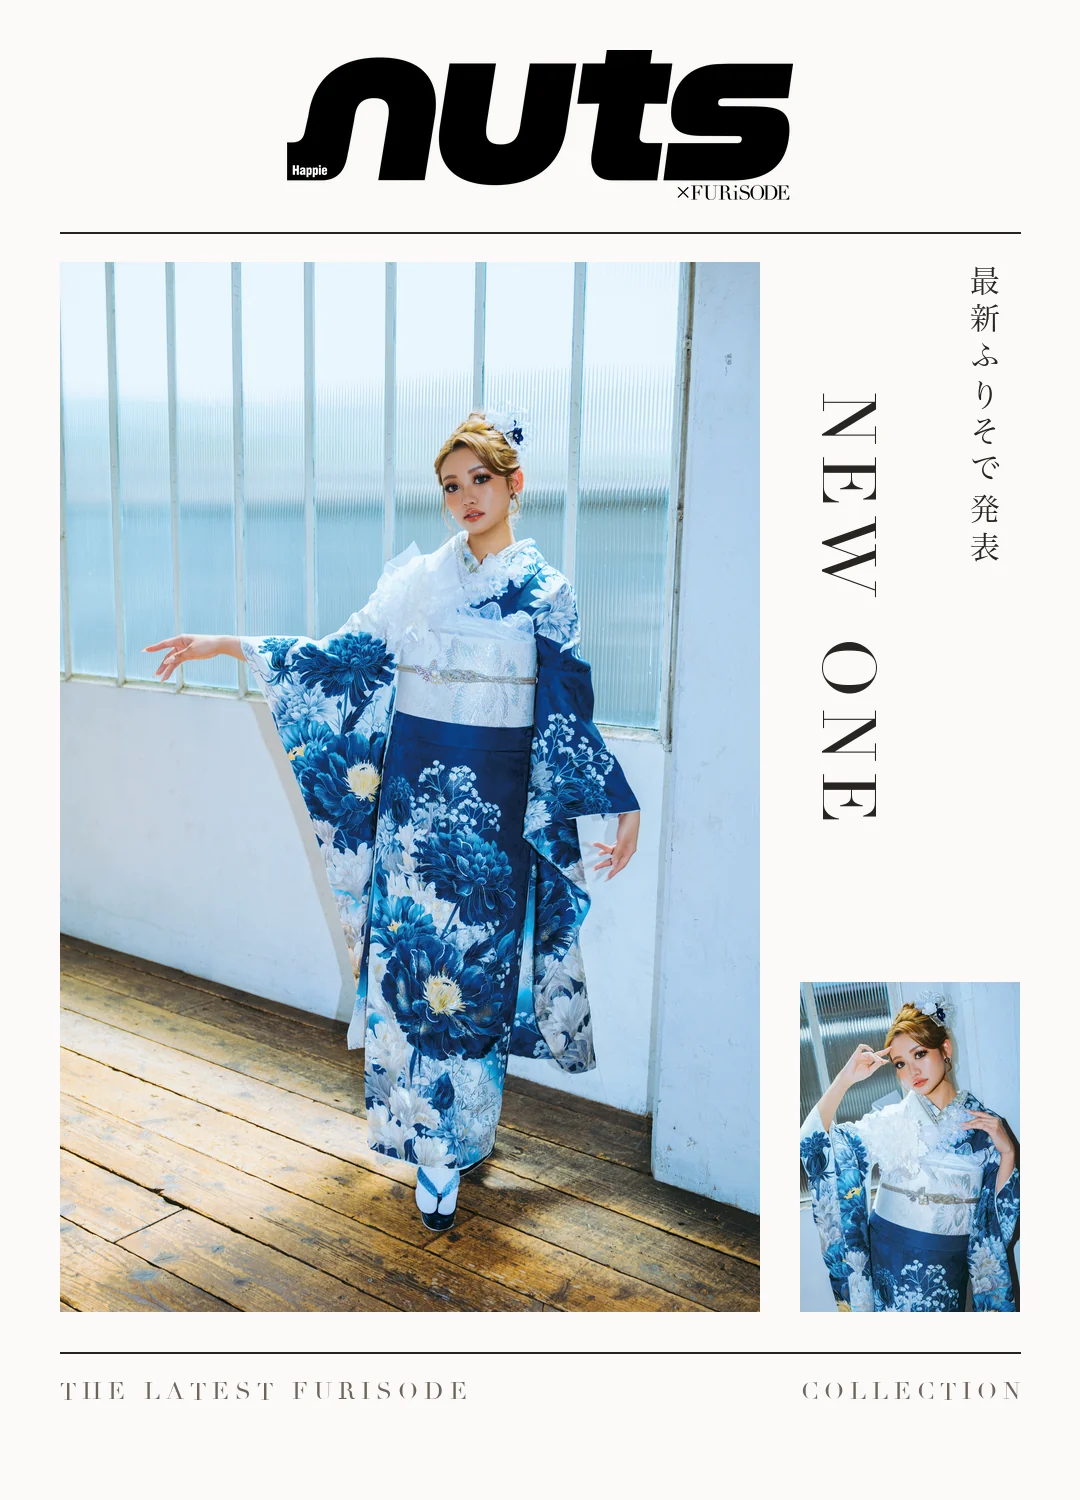 nuts
Happie
×FURiSODE
最新ふりそで発表
NEW ONE
THE LATEST FURISODE
COLLECTION